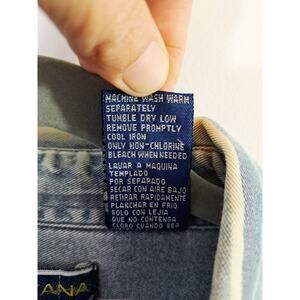 MACHINE WASH WARM
SEPARATELY
TUMBLE DRY LOW
REMOVE PROMPTLY
COOL IRON
ONLY NON-CHLORINE
BLEACH WHEN NEEDED
LAVAR A MAQUINA
TEMPLADO
POR SEPARADO
SECAR CON AIRE BAJO
RETIRAR RAPIDAMENTE
PLANCHAR EN FRIO
SOLO CON LEJIA
QUE NO CONTENGA
CLORO CUANDO SEA
TANA